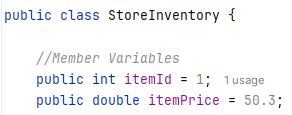 public class StoreInventory {
//Member Variables
public int itemId = 1; 1 usage
public double itemPrice = 50.3;